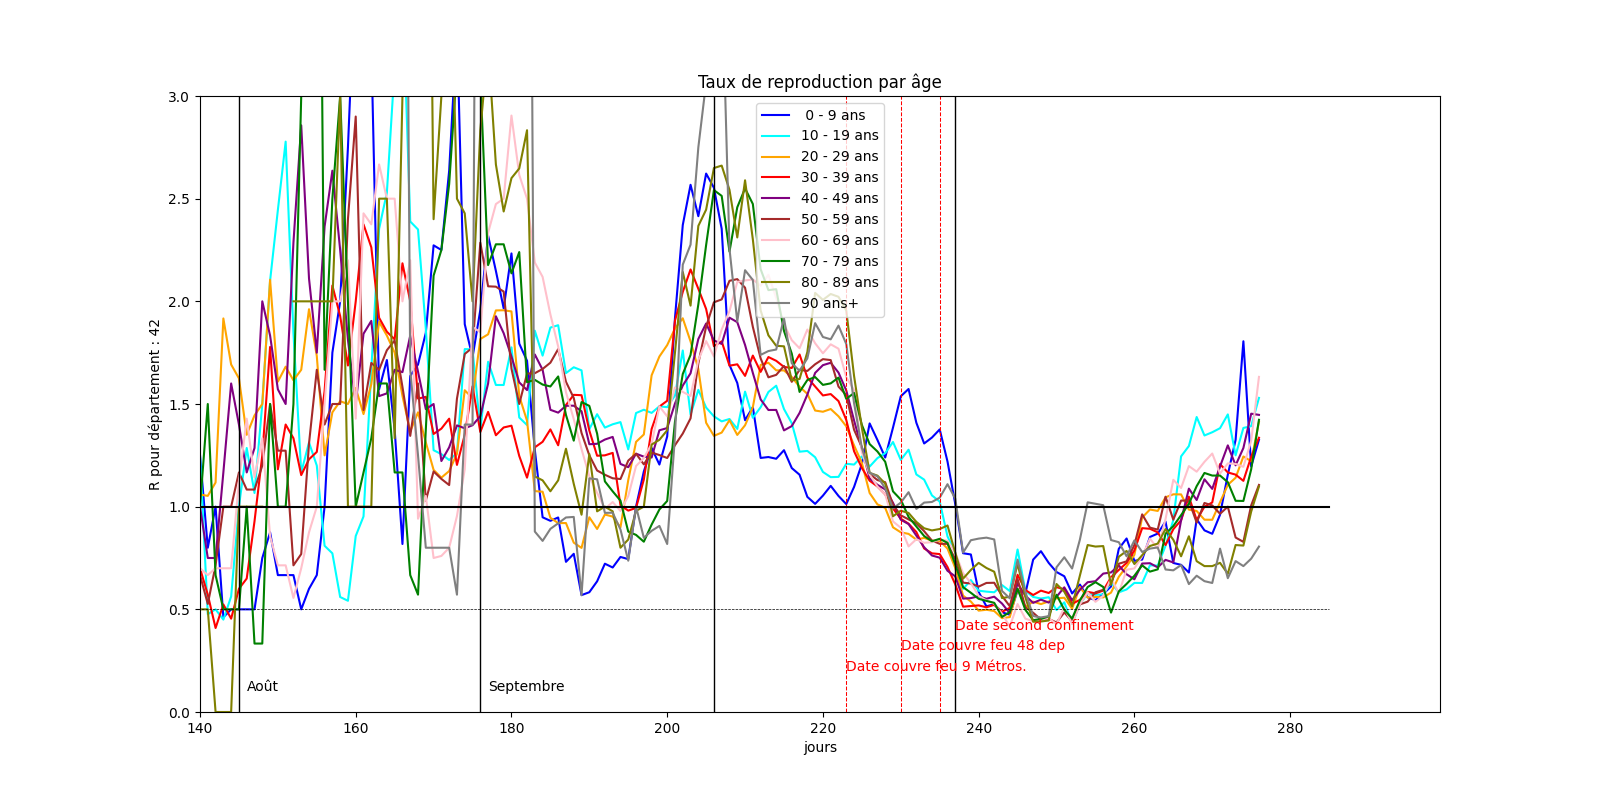 Taux de reproduction par âge
R pour département : 42
3.0
2.5
2.0
1.5
1.0
0.5
0.0
0 - 9 ans
10 - 19 ans
20 - 29 ans
30 - 39 ans
40 - 49 ans
50 - 59 ans
60 - 69 ans
70 - 79 ans
80 - 89 ans
90 ans+
Date second confinement
Date couvre feu 48 dep
Date couvre feu 9 Métros.
Août
Septembre
140 160 180 200 220 240 260 280
jours